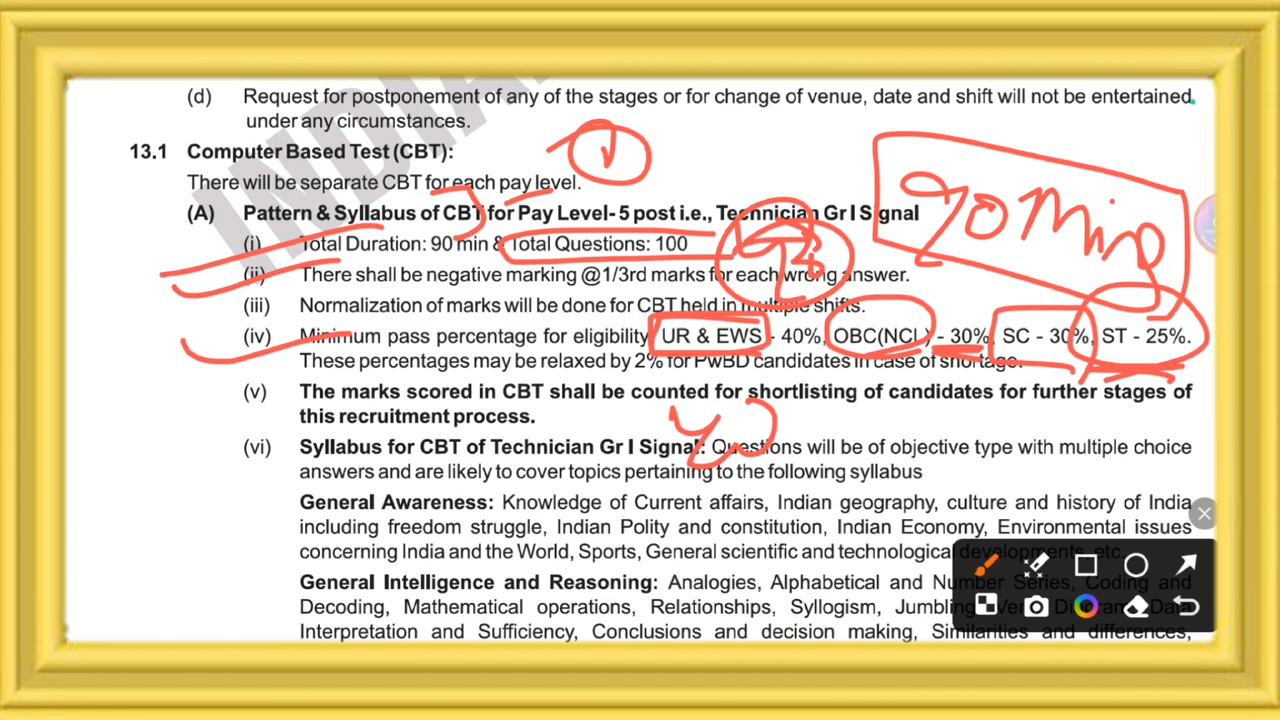 INDIA
(d) Request for postponement of any of the stages or for change of venue, date and shift will not be entertained
under any circumstances.
13.1 Computer Based Test (CBT):
There will be separate CBT for each pay level.
(A) Pattern & Syllabus of CBT for Pay Level- 5 post i.e., Technician Gr I Signal
(i) Total Duration: 90 min & Total Questions: 100
90 Min
(ii) There shall be negative marking @1/3rd marks for each wrong answer.
(iii) Normalization of marks will be done for CBT held in multiple shifts.
(iv) Minimum pass percentage for eligibility UR & EWS - 40%, OBC(NCL) - 30%, SC - 30%, ST - 25%.
These percentages may be relaxed by 2% for PwBD candidates in case of shortage.
(v) The marks scored in CBT shall be counted for shortlisting of candidates for further stages of
this recruitment process.
(vi) Syllabus for CBT of Technician Gr I Signal: Questions will be of objective type with multiple choice
answers and are likely to cover topics pertaining to the following syllabus
General Awareness: Knowledge of Current affairs, Indian geography, culture and history of India
including freedom struggle, Indian Polity and constitution, Indian Economy, Environmental issues
concerning India and the World, Sports, General scientific and technological developments, etc.
General Intelligence and Reasoning: Analogies, Alphabetical and Number Series, Coding and
Decoding, Mathematical operations, Relationships, Syllogism, Jumbling, Venn Diagram, Data
Interpretation and Sufficiency, Conclusions and decision making, Similarities and differences,